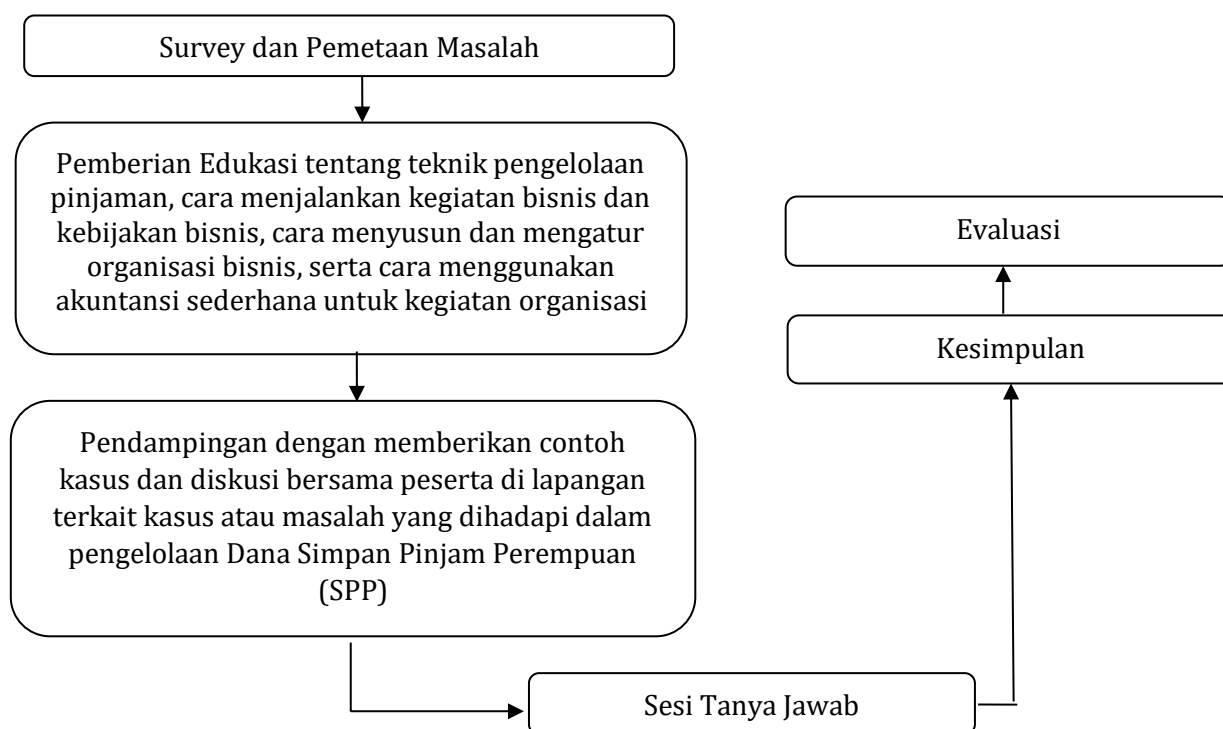 Survey dan Pemetaan Masalah
Pemberian Edukasi tentang teknik pengelolaan
pinjaman, cara menjalankan kegiatan bisnis dan
kebijakan bisnis, cara menyusun dan mengatur
organisasi bisnis, serta cara menggunakan
akuntansi sederhana untuk kegiatan organisasi
Pendampingan dengan memberikan contoh
kasus dan diskusi bersama peserta di lapangan
terkait kasus atau masalah yang dihadapi dalam
pengelolaan Dana Simpan Pinjam Perempuan
(SPP)
Sesi Tanya Jawab
Kesimpulan
Evaluasi